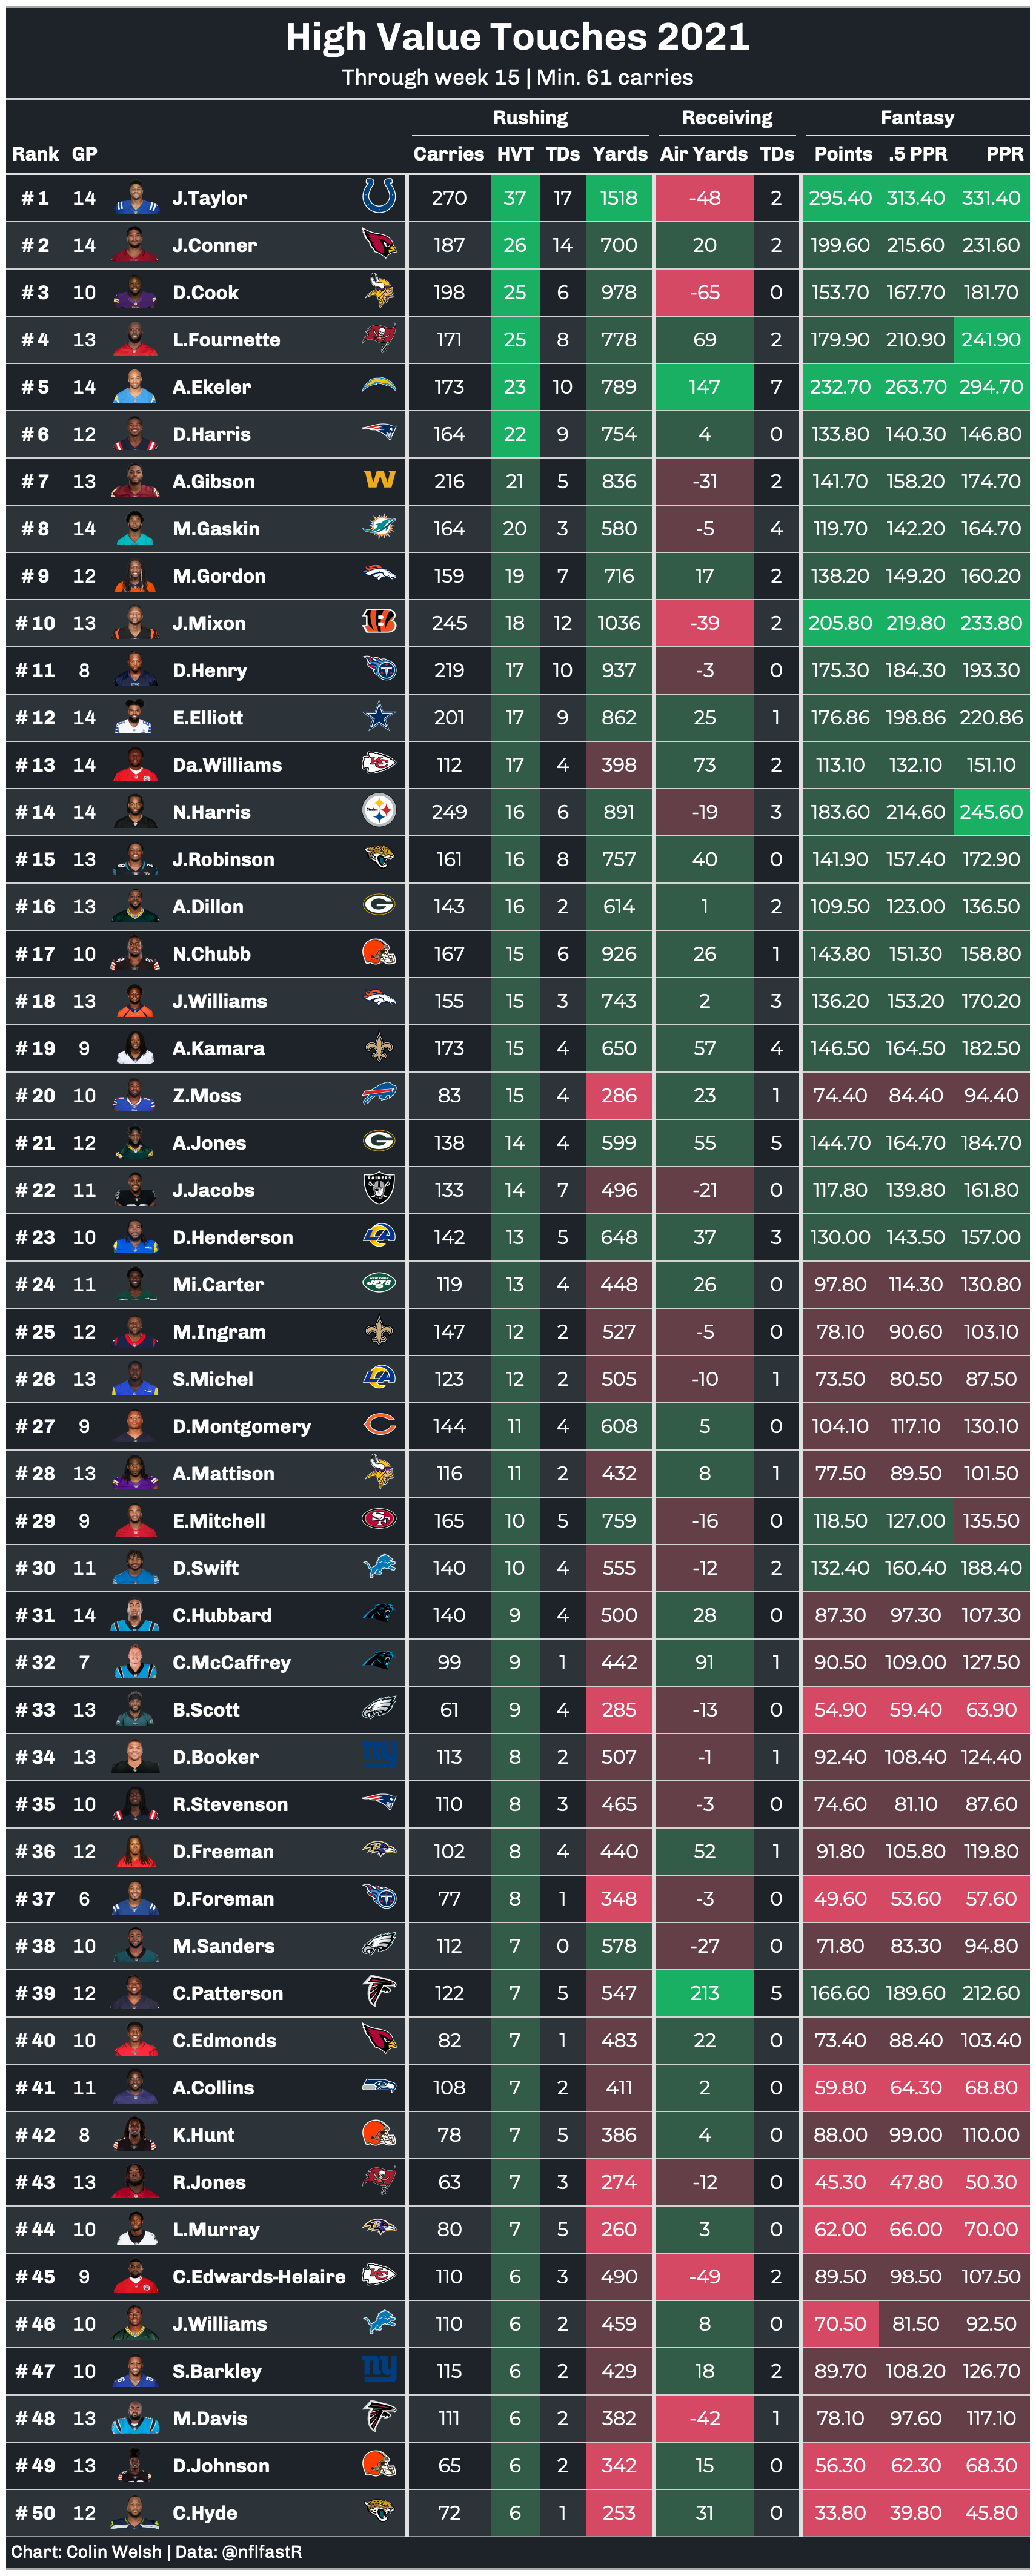 High Value Touches 2021
Through week 15 | Min. 61 carries
Rushing Receiving Fantasy
Rank GP Carries HVT TDs Yards Air Yards TDs Points .5 PPR PPR
# 1 14 J.Taylor 270 37 17 1518 -48 2 295.40 313.40 331.40
# 2 14 J.Conner 187 26 14 700 20 2 199.60 215.60 231.60
# 3 10 D.Cook 198 25 6 978 -65 0 153.70 167.70 181.70
# 4 13 L.Fournette 171 25 8 778 69 2 179.90 210.90 241.90
# 5 14 A.Ekeler 173 23 10 789 147 7 232.70 263.70 294.70
# 6 12 D.Harris 164 22 9 754 4 0 133.80 140.30 146.80
# 7 13 A.Gibson W 216 21 5 836 -31 2 141.70 158.20 174.70
# 8 14 M.Gaskin 164 20 3 580 -5 4 119.70 142.20 164.70
# 9 12 M.Gordon 159 19 7 716 17 2 138.20 149.20 160.20
# 10 13 J.Mixon 245 18 12 1036 -39 2 205.80 219.80 233.80
# 11 8 D.Henry 219 17 10 937 -3 0 175.30 184.30 193.30
# 12 14 E.Elliott 201 17 9 862 25 1 176.86 198.86 220.86
# 13 14 Da.Williams KC 112 17 4 398 73 2 113.10 132.10 151.10
# 14 14 N.Harris 249 16 6 891 -19 3 183.60 214.60 245.60
# 15 13 J.Robinson 161 16 8 757 40 0 141.90 157.40 172.90
# 16 13 A.Dillon G 143 16 2 614 1 2 109.50 123.00 136.50
# 17 10 N.Chubb 167 15 6 926 26 1 143.80 151.30 158.80
# 18 13 J.Williams 155 15 3 743 2 3 136.20 153.20 170.20
# 19 9 A.Kamara 173 15 4 650 57 4 146.50 164.50 182.50
# 20 10 Z.Moss 83 15 4 286 23 1 74.40 84.40 94.40
# 21 12 A.Jones G 138 14 4 599 55 5 144.70 164.70 184.70
# 22 11 J.Jacobs RAIDERS 133 14 7 496 -21 0 117.80 139.80 161.80
# 23 10 D.Henderson LA 142 13 5 648 37 3 130.00 143.50 157.00
# 24 11 Mi.Carter JETS 119 13 4 448 26 0 97.80 114.30 130.80
# 25 12 M.Ingram 147 12 2 527 -5 0 78.10 90.60 103.10
# 26 13 S.Michel LA 123 12 2 505 -10 1 73.50 80.50 87.50
# 27 9 D.Montgomery C 144 11 4 608 5 0 104.10 117.10 130.10
# 28 13 A.Mattison 116 11 2 432 8 1 77.50 89.50 101.50
# 29 9 E.Mitchell SF 165 10 5 759 -16 0 118.50 127.00 135.50
# 30 11 D.Swift 140 10 4 555 -12 2 132.40 160.40 188.40
# 31 14 C.Hubbard 140 9 4 500 28 0 87.30 97.30 107.30
# 32 7 C.McCaffrey 99 9 1 442 91 1 90.50 109.00 127.50
# 33 13 B.Scott 61 9 4 285 -13 0 54.90 59.40 63.90
# 34 13 D.Booker ny 113 8 2 507 -1 1 92.40 108.40 124.40
# 35 10 R.Stevenson 110 8 3 465 -3 0 74.60 81.10 87.60
# 36 12 D.Freeman 102 8 4 440 52 1 91.80 105.80 119.80
# 37 6 D.Foreman 77 8 1 348 -3 0 49.60 53.60 57.60
# 38 10 M.Sanders 112 7 0 578 -27 0 71.80 83.30 94.80
# 39 12 C.Patterson 122 7 5 547 213 5 166.60 189.60 212.60
# 40 10 C.Edmonds 82 7 1 483 22 0 73.40 88.40 103.40
# 41 11 A.Collins 108 7 2 411 2 0 59.80 64.30 68.80
# 42 8 K.Hunt 78 7 5 386 4 0 88.00 99.00 110.00
# 43 13 R.Jones 63 7 3 274 -12 0 45.30 47.80 50.30
# 44 10 L.Murray 80 7 5 260 3 0 62.00 66.00 70.00
# 45 9 C.Edwards-Helaire KC 110 6 3 490 -49 2 89.50 98.50 107.50
# 46 10 J.Williams 110 6 2 459 8 0 70.50 81.50 92.50
# 47 10 S.Barkley ny 115 6 2 429 18 2 89.70 108.20 126.70
# 48 13 M.Davis 111 6 2 382 -42 1 78.10 97.60 117.10
# 49 13 D.Johnson 65 6 2 342 15 0 56.30 62.30 68.30
# 50 12 C.Hyde 72 6 1 253 31 0 33.80 39.80 45.80
Chart: Colin Welsh | Data: @nflfastR